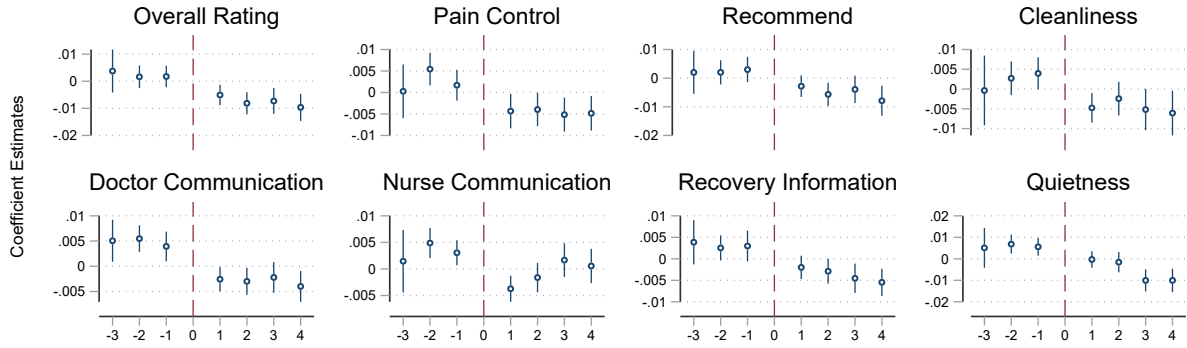 Overall Rating
Pain Control
Recommend
Cleanliness
.01
0
-.01
-.02
.01
.005
0
-.005
-.01
.01
0
-.01
-.02
.01
.005
0
-.005
-.01
Coefficient Estimates
Doctor Communication
Nurse Communication
Recovery Information
Quietness
.01
.005
0
-.005
.01
.005
0
-.005
.01
.005
0
-.005
-.01
.02
.01
0
-.01
-.02
-3 -2 -1 0 1 2 3 4
-3 -2 -1 0 1 2 3 4
-3 -2 -1 0 1 2 3 4
-3 -2 -1 0 1 2 3 4